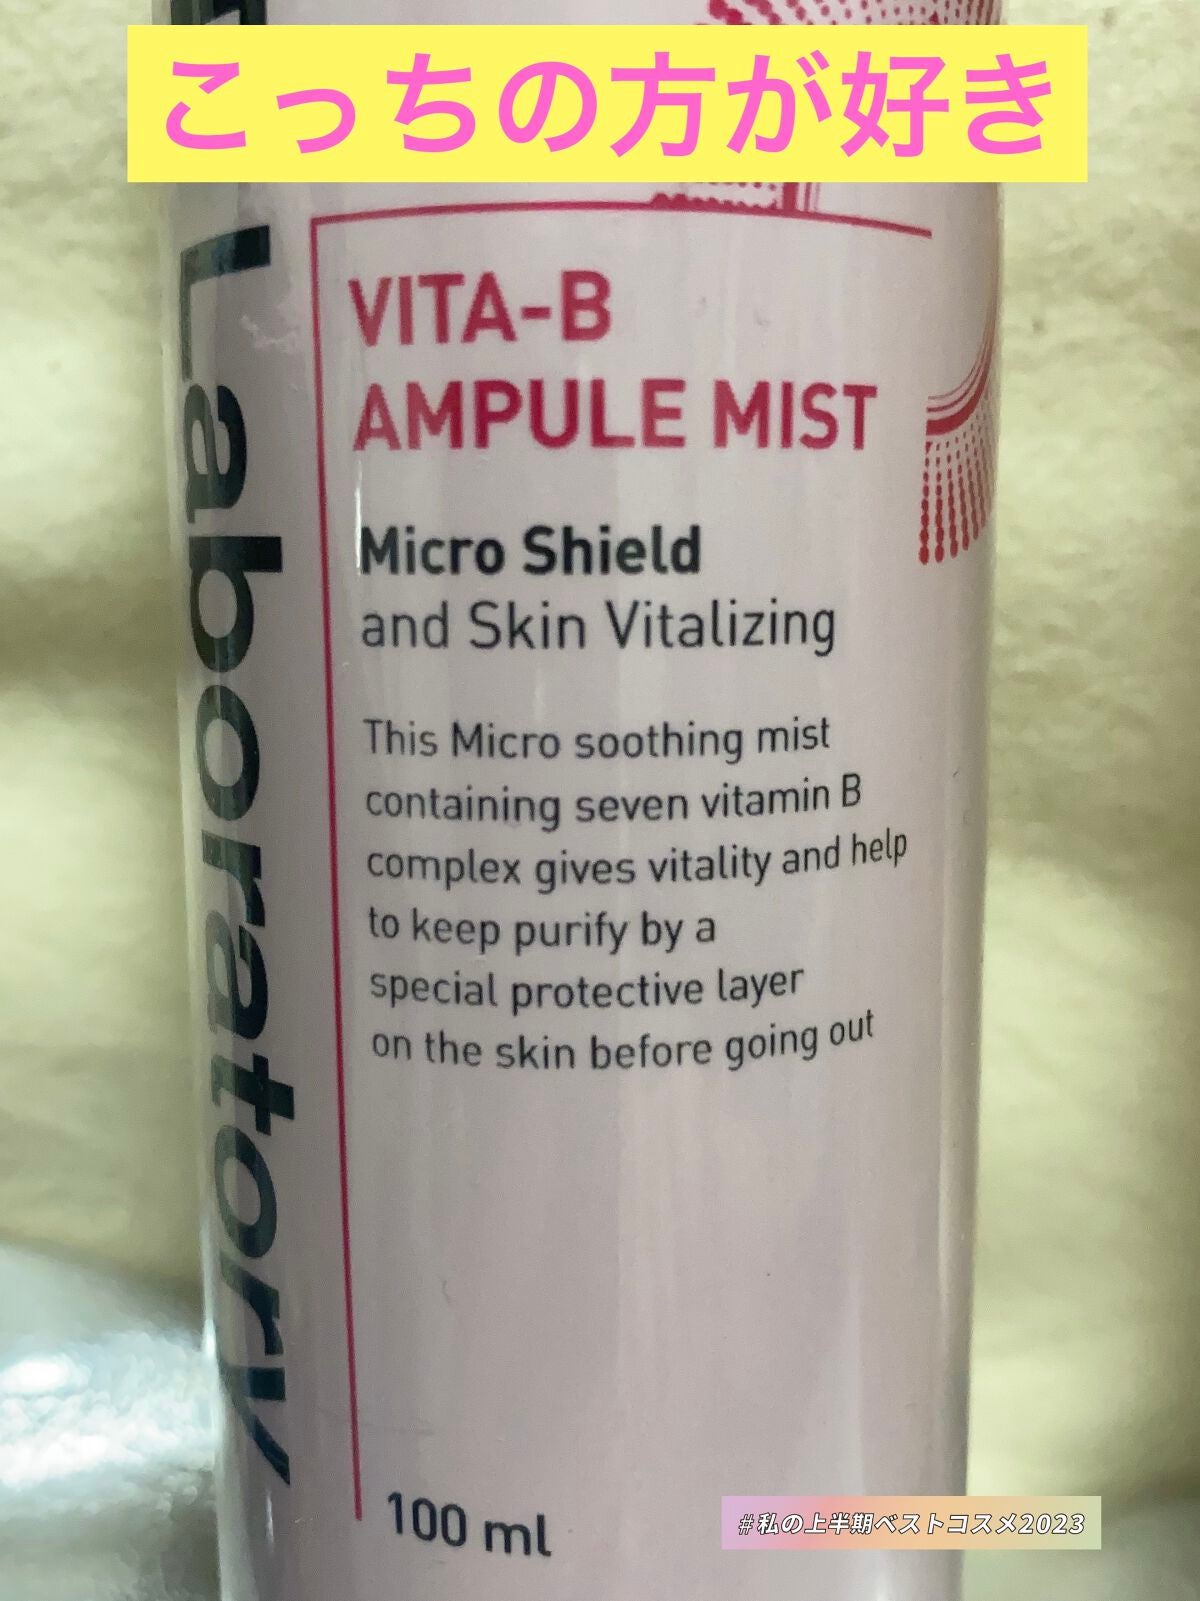 こっちの方が好き
Laboratory
VITA-B
AMPULE MIST
Micro Shield
and Skin Vitalizing
This Micro soothing mist
containing seven vitamin B
complex gives vitality and help
to keep purify by a
special protective layer
on the skin before going out
100 ml
#私の上半期ベストコスメ2023